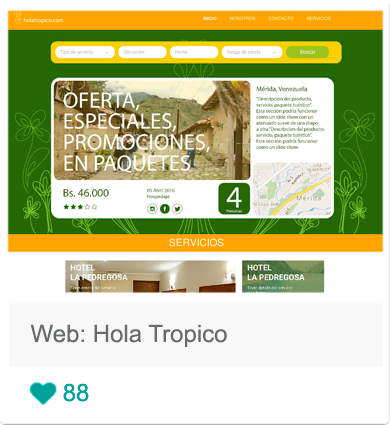 holatropico.com
INICIO NOSOTROS CONTACTO SERVICIOS
Tipo de servicio Ubicación Fecha Rango de precio Buscar
OFERTA,
ESPECIALES,
PROMOCIONES,
EN PAQUETES
Bs. 46.000
05 Abril 2016
Hospedaje
4
Personas
Mérida, Venezuela
"Descripcion del producto,
servicio, paquete turístico".
Esta sección podría funcionar
como un slide show con un
atenuado suave de una diapo
a otra."Descripcion del producto,
servicio, paquete turístico".
Esta sección podría funcionar
como un slide show.
Mérida
SERVICIOS
HOTEL
LA PEDREGOSA
HOTEL
LA PEDREGOSA
Web: Hola Tropico
88